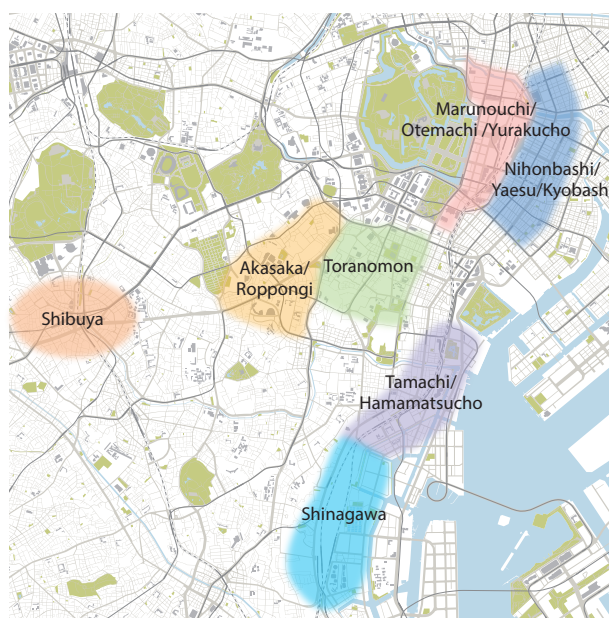 Marunouchi/
Otemachi /Yurakucho
Nihonbashi/
Yaesu/Kyobash
Akasaka/
Roppongi
Toranomon
Shibuya
Tamachi/
Hamamatsucho
Shinagawa